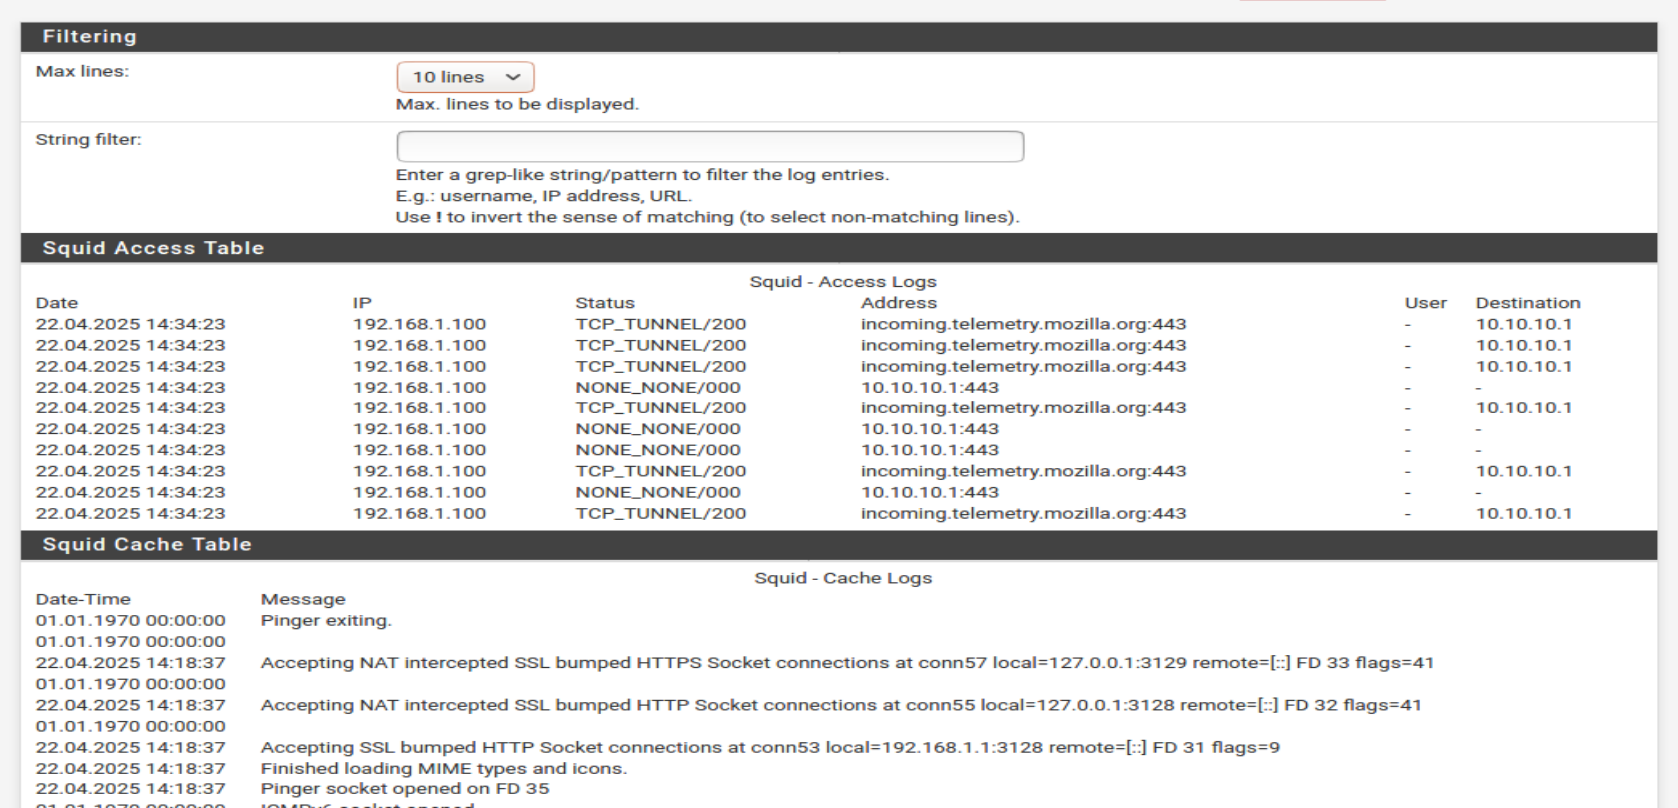 Filtering
Max lines:
10 lines
Max. lines to be displayed.
String filter:
Enter a grep-like string/pattern to filter the log entries.
E.g.: username, IP address, URL.
Use ! to invert the sense of matching (to select non-matching lines).
Squid Access Table
Squid - Access Logs
Date IP Status Address User Destination
22.04.2025 14:34:23 192.168.1.100 TCP_TUNNEL/200 incoming.telemetry.mozilla.org:443 - 10.10.10.1
22.04.2025 14:34:23 192.168.1.100 TCP_TUNNEL/200 incoming.telemetry.mozilla.org:443 - 10.10.10.1
22.04.2025 14:34:23 192.168.1.100 TCP_TUNNEL/200 incoming.telemetry.mozilla.org:443 - 10.10.10.1
22.04.2025 14:34:23 192.168.1.100 NONE_NONE/000 10.10.10.1:443 - -
22.04.2025 14:34:23 192.168.1.100 TCP_TUNNEL/200 incoming.telemetry.mozilla.org:443 - 10.10.10.1
22.04.2025 14:34:23 192.168.1.100 NONE_NONE/000 10.10.10.1:443 - -
22.04.2025 14:34:23 192.168.1.100 NONE_NONE/000 10.10.10.1:443 - -
22.04.2025 14:34:23 192.168.1.100 TCP_TUNNEL/200 incoming.telemetry.mozilla.org:443 - 10.10.10.1
22.04.2025 14:34:23 192.168.1.100 NONE_NONE/000 10.10.10.1:443 - -
22.04.2025 14:34:23 192.168.1.100 TCP_TUNNEL/200 incoming.telemetry.mozilla.org:443 - 10.10.10.1
Squid Cache Table
Squid - Cache Logs
Date-Time Message
01.01.1970 00:00:00 Pinger exiting.
01.01.1970 00:00:00
22.04.2025 14:18:37 Accepting NAT intercepted SSL bumped HTTPS Socket connections at conn57 local=127.0.0.1:3129 remote=[::] FD 33 flags=41
01.01.1970 00:00:00
22.04.2025 14:18:37 Accepting NAT intercepted SSL bumped HTTP Socket connections at conn55 local=127.0.0.1:3128 remote=[::] FD 32 flags=41
01.01.1970 00:00:00
22.04.2025 14:18:37 Accepting SSL bumped HTTP Socket connections at conn53 local=192.168.1.1:3128 remote=[::] FD 31 flags=9
22.04.2025 14:18:37 Finished loading MIME types and icons.
22.04.2025 14:18:37 Pinger socket opened on FD 35
01.01.1970 00:00:00 ICMPv6 socket opened